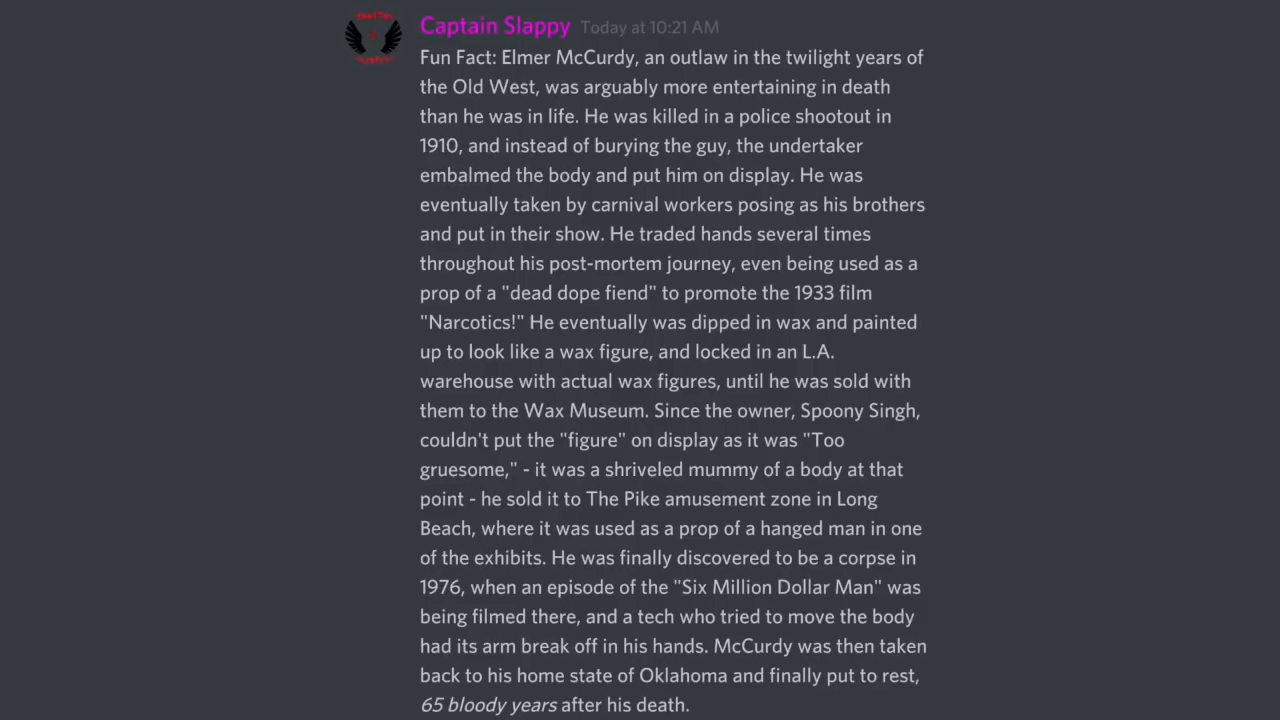 Captain Slappy Today at 10:21 AM
Fun Fact: Elmer McCurdy, an outlaw in the twilight years of
the Old West, was arguably more entertaining in death
than he was in life. He was killed in a police shootout in
1910, and instead of burying the guy, the undertaker
embalmed the body and put him on display. He was
eventually taken by carnival workers posing as his brothers
and put in their show. He traded hands several times
throughout his post-mortem journey, even being used as a
prop of a "dead dope fiend" to promote the 1933 film
"Narcotics!" He eventually was dipped in wax and painted
up to look like a wax figure, and locked in an L.A.
warehouse with actual wax figures, until he was sold with
them to the Wax Museum. Since the owner, Spoony Singh,
couldn't put the "figure" on display as it was "Too
gruesome," - it was a shriveled mummy of a body at that
point - he sold it to The Pike amusement zone in Long
Beach, where it was used as a prop of a hanged man in one
of the exhibits. He was finally discovered to be a corpse in
1976, when an episode of the "Six Million Dollar Man" was
being filmed there, and a tech who tried to move the body
had its arm break off in his hands. McCurdy was then taken
back to his home state of Oklahoma and finally put to rest,
65 bloody years after his death.